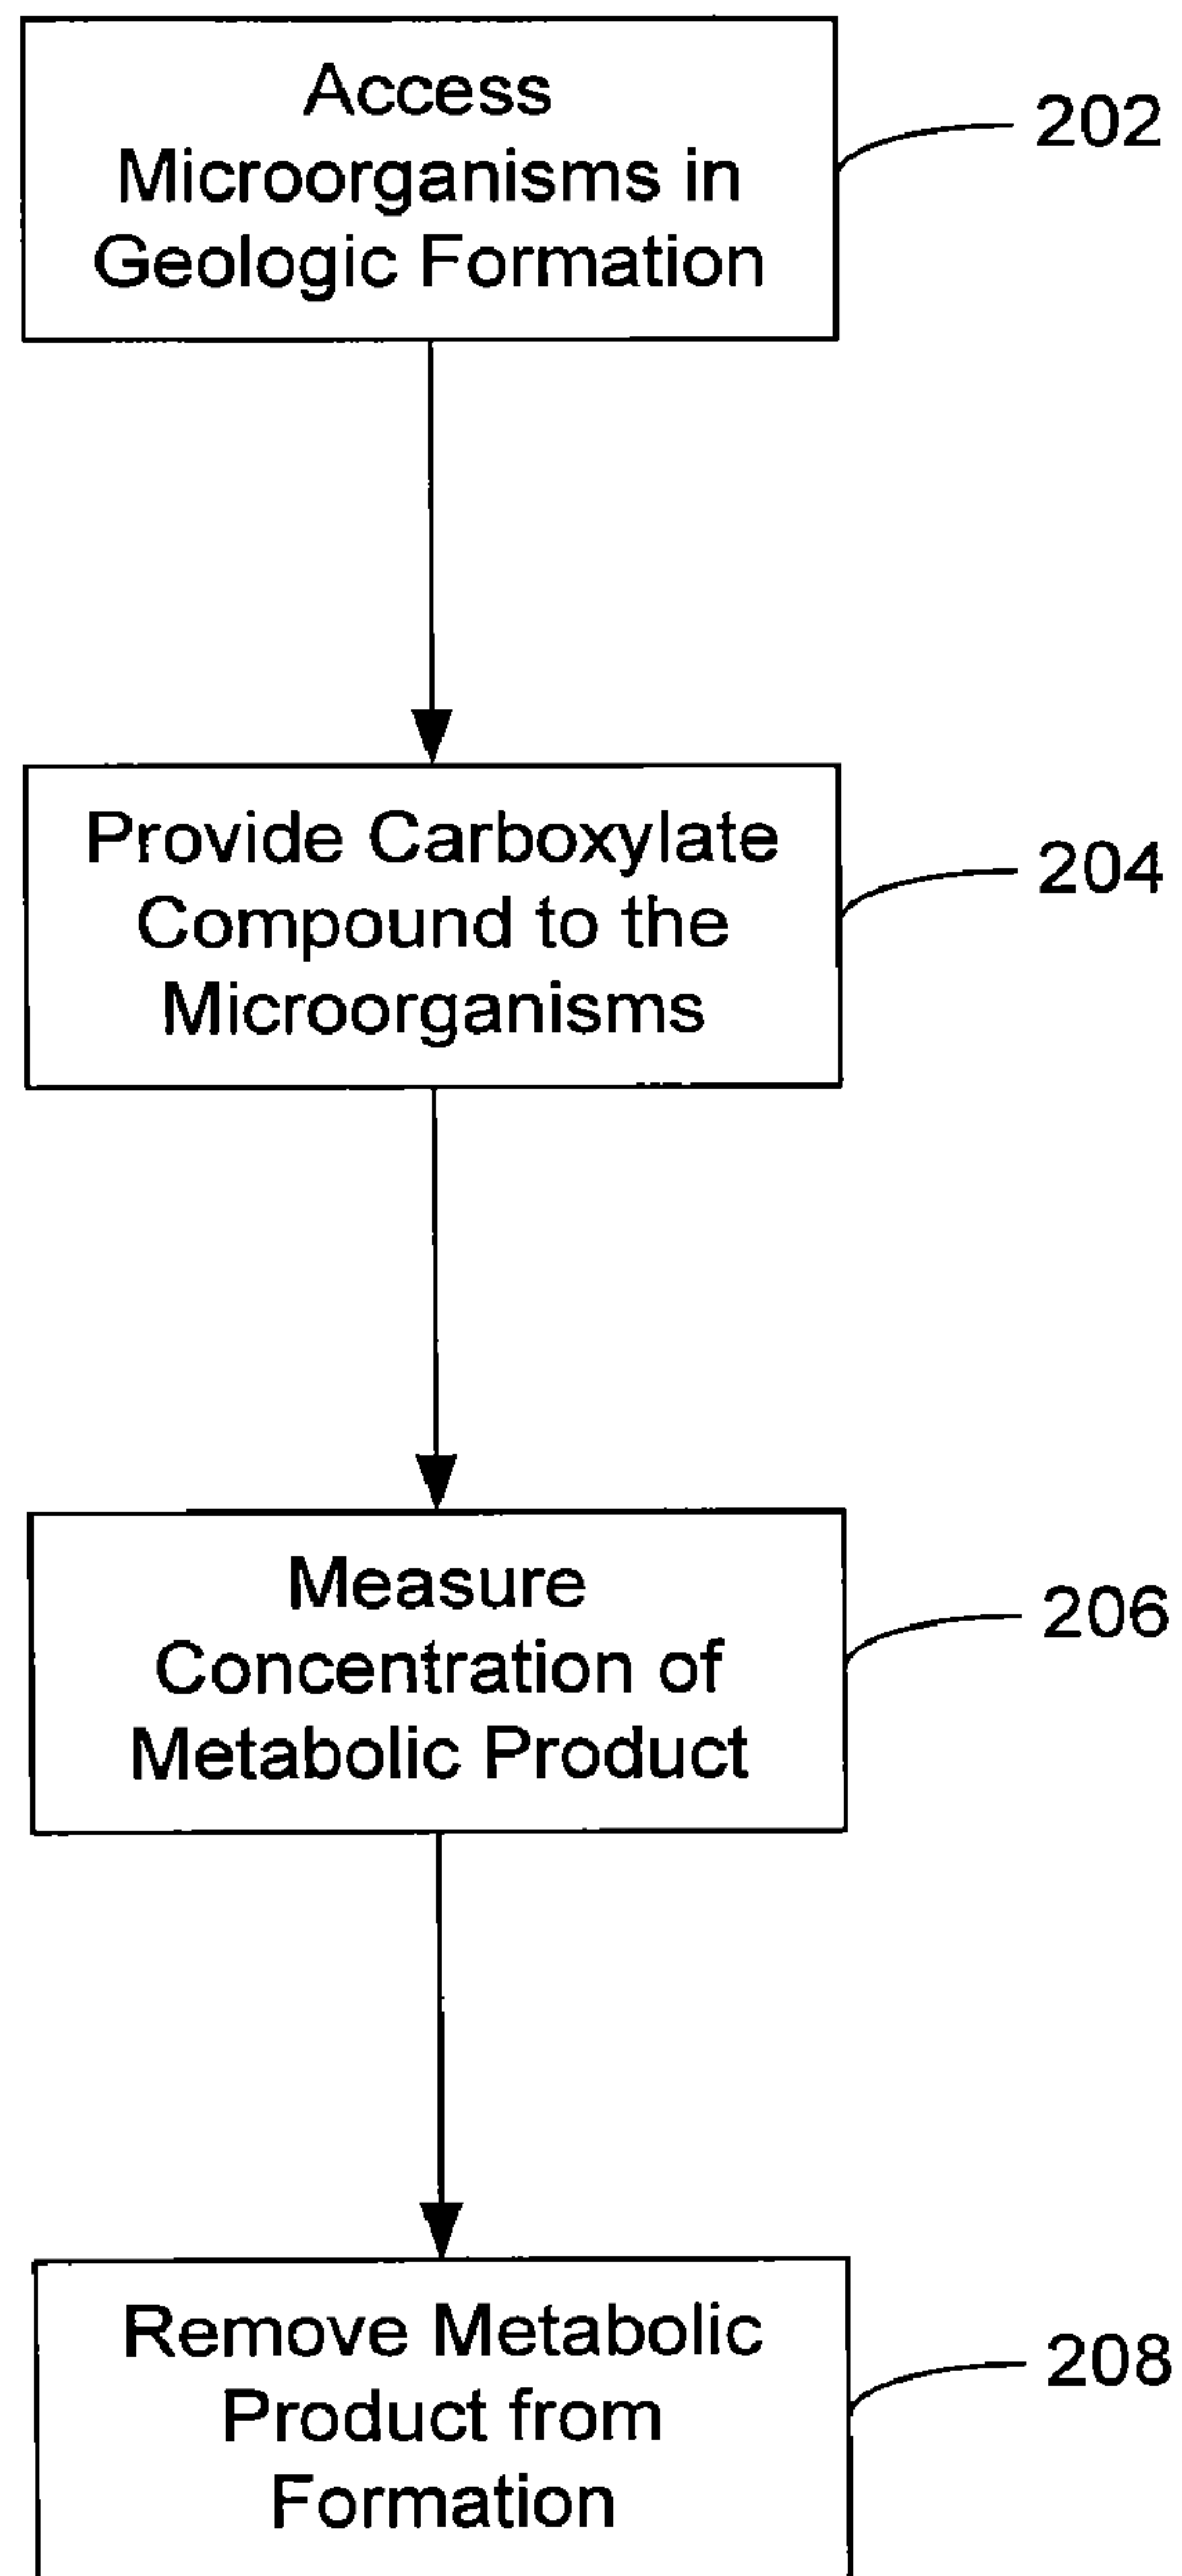 Access
Microorganisms in
Geologic Formation
202
Provide Carboxylate
Compound to the
Microorganisms
204
Measure
Concentration of
Metabolic Product
206
Remove Metabolic
Product from
Formation
208